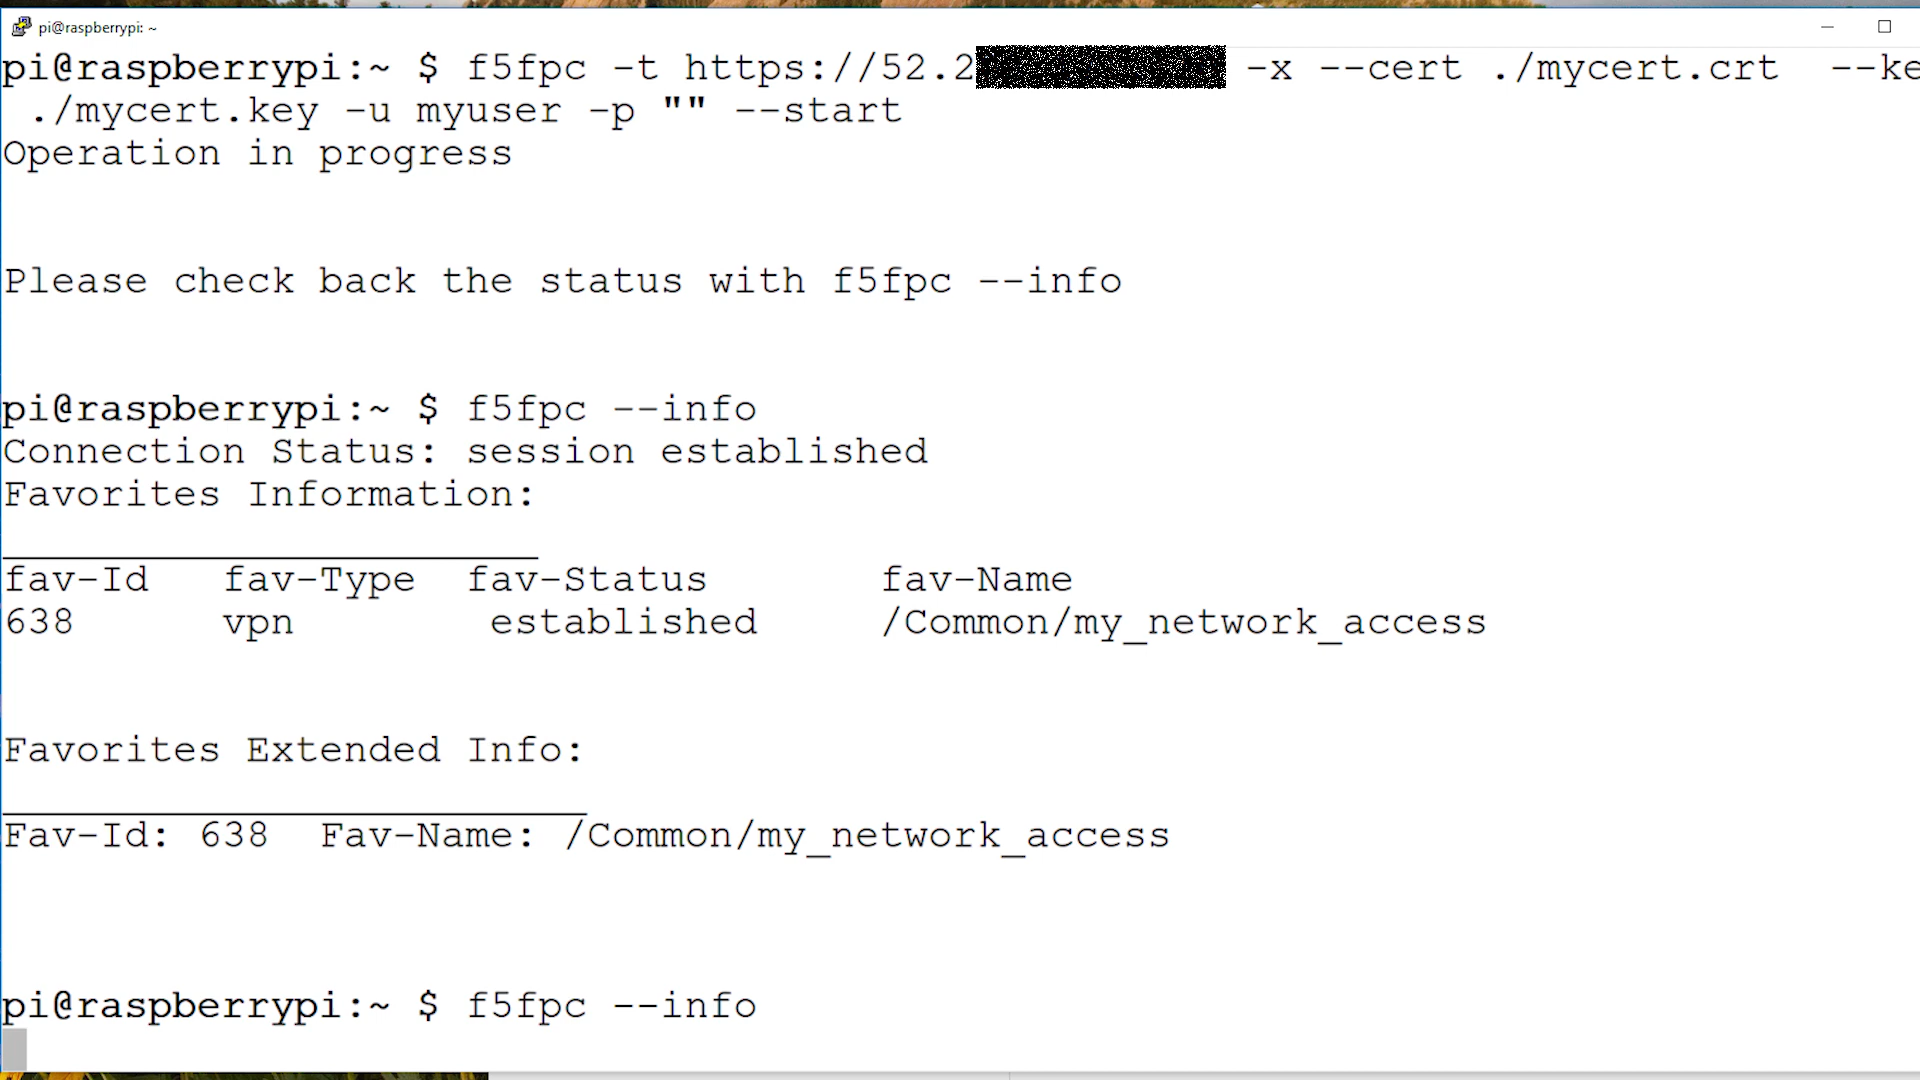 pi@raspberrypi: ~
pi@raspberrypi:~ $ f5fpc -t https://52.2 -x --cert ./mycert.crt  --ke
./mycert.key -u myuser -p "" --start
Operation in progress
Please check back the status with f5fpc --info
pi@raspberrypi:~ $ f5fpc --info
Connection Status: session established
Favorites Information:
______________________
fav-Id   fav-Type  fav-Status       fav-Name
638      vpn        established     /Common/my_network_access
Favorites Extended Info:
________________________
Fav-Id: 638  Fav-Name: /Common/my_network_access
pi@raspberrypi:~ $ f5fpc --info